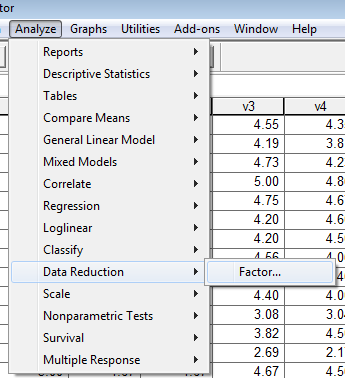 tor
Analyze Graphs Utilities Add-ons Window Help
Reports
Descriptive Statistics
Tables
Compare Means
General Linear Model
Mixed Models
Correlate
Regression
Loglinear
Classify
Data Reduction
Factor...
Scale
Nonparametric Tests
Survival
Multiple Response
v3 v4
4.55 4.3
4.19 3.8
4.73 4.2
5.00 4.8
4.75 4.6
4.20 4.6
4.20 4.5
4.56 4.0
4.40 4.0
3.08 3.0
3.82 4.5
2.69 2.1
4.67 4.5